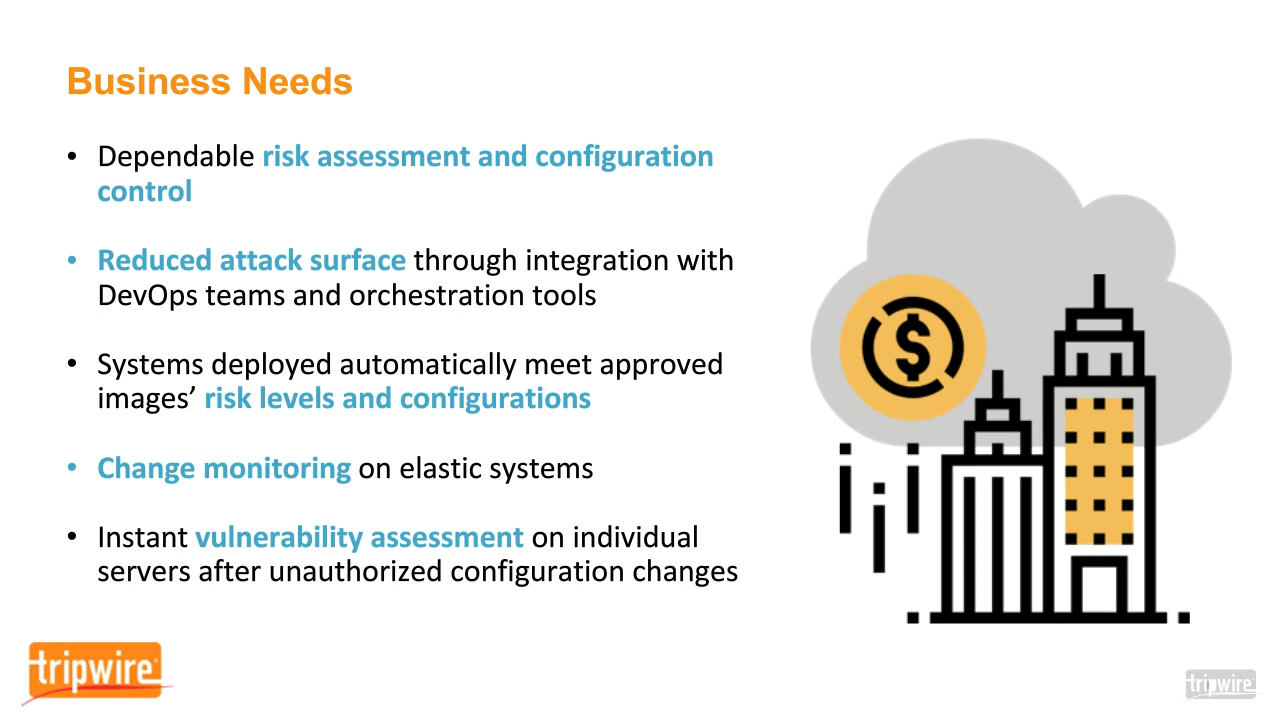 Business Needs
• Dependable risk assessment and configuration
control
• Reduced attack surface through integration with
DevOps teams and orchestration tools
• Systems deployed automatically meet approved
images’ risk levels and configurations
• Change monitoring on elastic systems
• Instant vulnerability assessment on individual
servers after unauthorized configuration changes
$
tripwire
tripwire